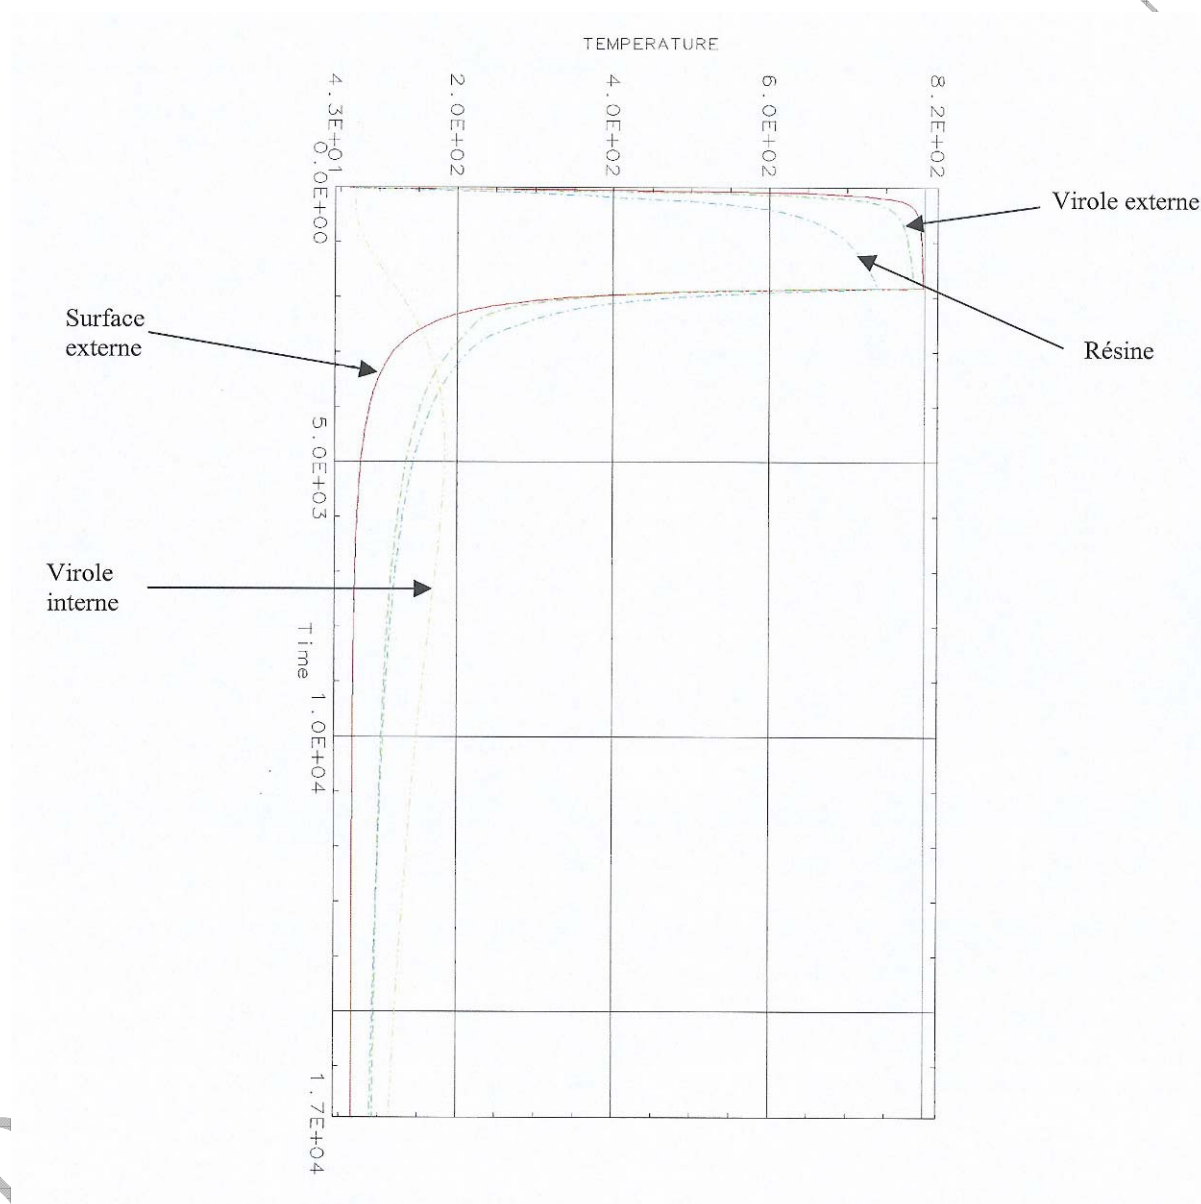 TEMPERATURE
4.3E+01
2.0E+02
4.0E+02
6.0E+02
8.2E+02
0.0E+00
5.0E+03
Time
1.0E+04
1.7E+04
Virole externe
Résine
Surface
externe
Virole
interne